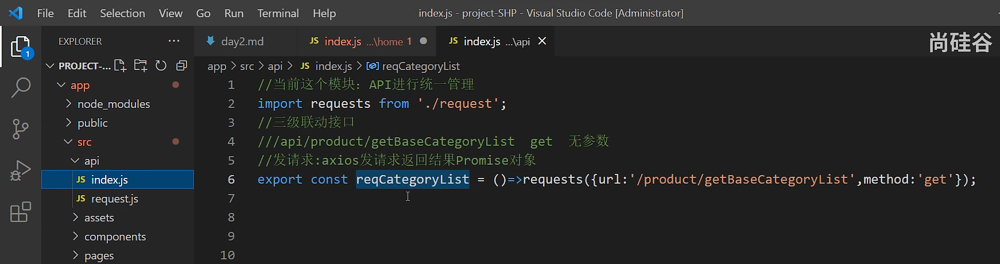 File Edit Selection View Go Run Terminal Help
index.js - project-SHP - Visual Studio Code [Administrator]
EXPLORER ···
day2.md
JS index.js ...\home 1
JS index.js ...\api
尚硅谷
1
PROJECT-...
app > src > api > JS index.js > reqCategoryList
app
node_modules
public
src
api
JS index.js
JS request.js
assets
components
pages
1 //当前这个模块：API进行统一管理
2 import requests from './request';
3 //三级联动接口
4 ///api/product/getBaseCategoryList  get  无参数
5 //发请求:axios发请求返回结果Promise对象
6 export const reqCategoryList = ()=>requests({url:'/product/getBaseCategoryList',method:'get'});
7
8
9
10